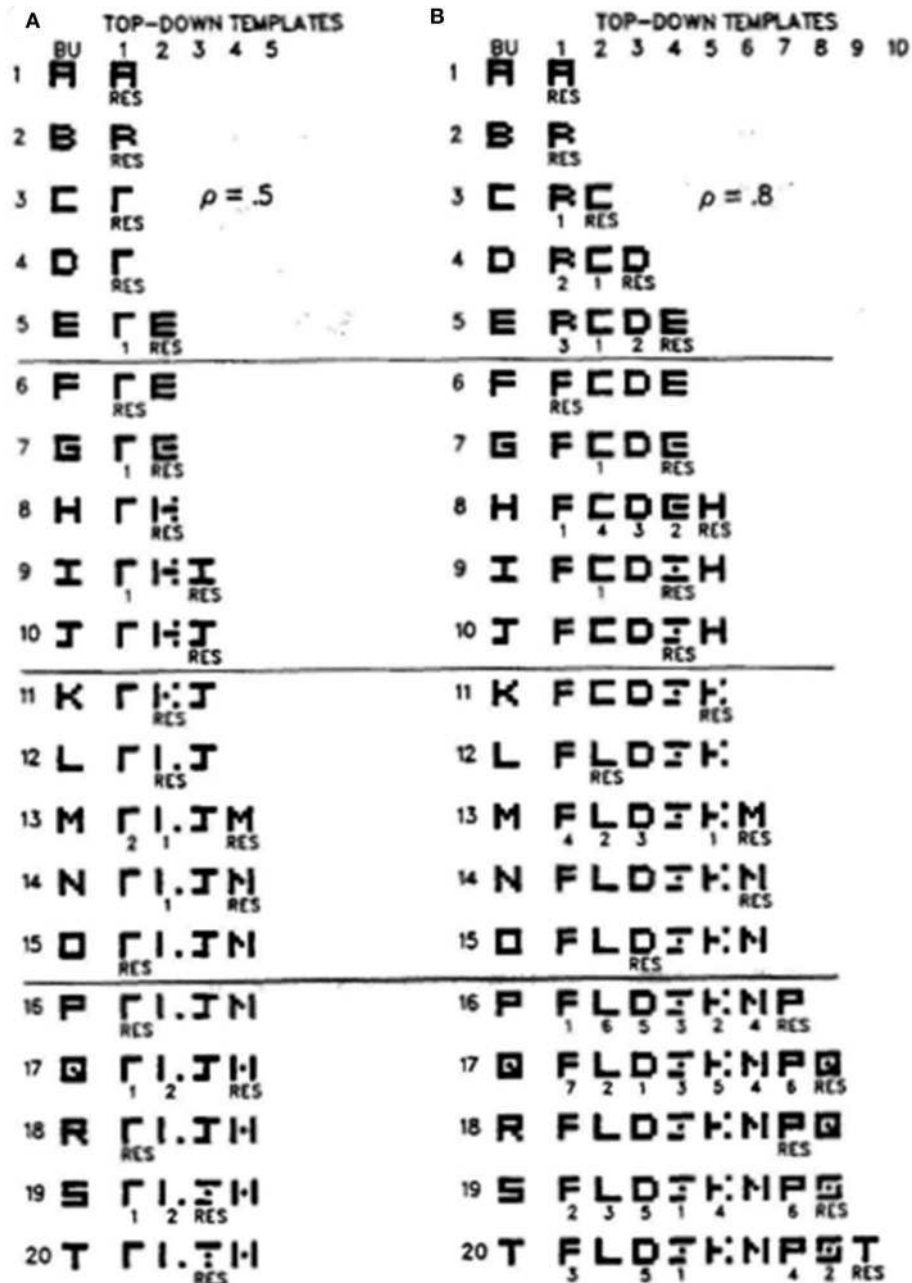 A
TOP-DOWN TEMPLATES
BU 1 2 3 4 5
1 A A
RES
2 B R
RES
3 C Γ ρ = .5
RES
4 D Γ
RES
5 E Γ E
1 RES
6 F Γ E
RES
7 G Γ E
1 RES
8 H Γ
RES
9 I Γ I
1 RES
10 J Γ J
RES
11 K Γ J
RES
12 L Γ I. J
RES
13 M Γ I. J M
2 1 RES
14 N Γ I. J N
1 RES
15 O Γ I. J N
RES
16 P Γ I. J N
RES
17 Q Γ I. J
1 2 RES
18 R Γ I. J
RES
19 S Γ I.
1 2 RES
20 T Γ I.
RES
B
TOP-DOWN TEMPLATES
BU 1 2 3 4 5 6 7 8 9 10
1 A A
RES
2 B R
RES
3 C R C ρ = .8
1 RES
4 D R C D
2 1 RES
5 E R C D E
3 1 2 RES
6 F F C D E
RES
7 G F C D E
1 RES
8 H F C D E H
1 4 3 2 RES
9 I F C D H
1 RES
10 J F C D H
RES
11 K F C D
RES
12 L F L D
RES
13 M F L D M
4 2 3 1 RES
14 N F L D N
RES
15 O F L D N
RES
16 P F L D N P
1 6 5 3 2 4 RES
17 Q F L D N P Q
7 2 1 3 5 4 6 RES
18 R F L D N P Q
RES
19 S F L D N P S
2 3 5 1 4 6 RES
20 T F L D N P S T
3 5 1 4 2 RES